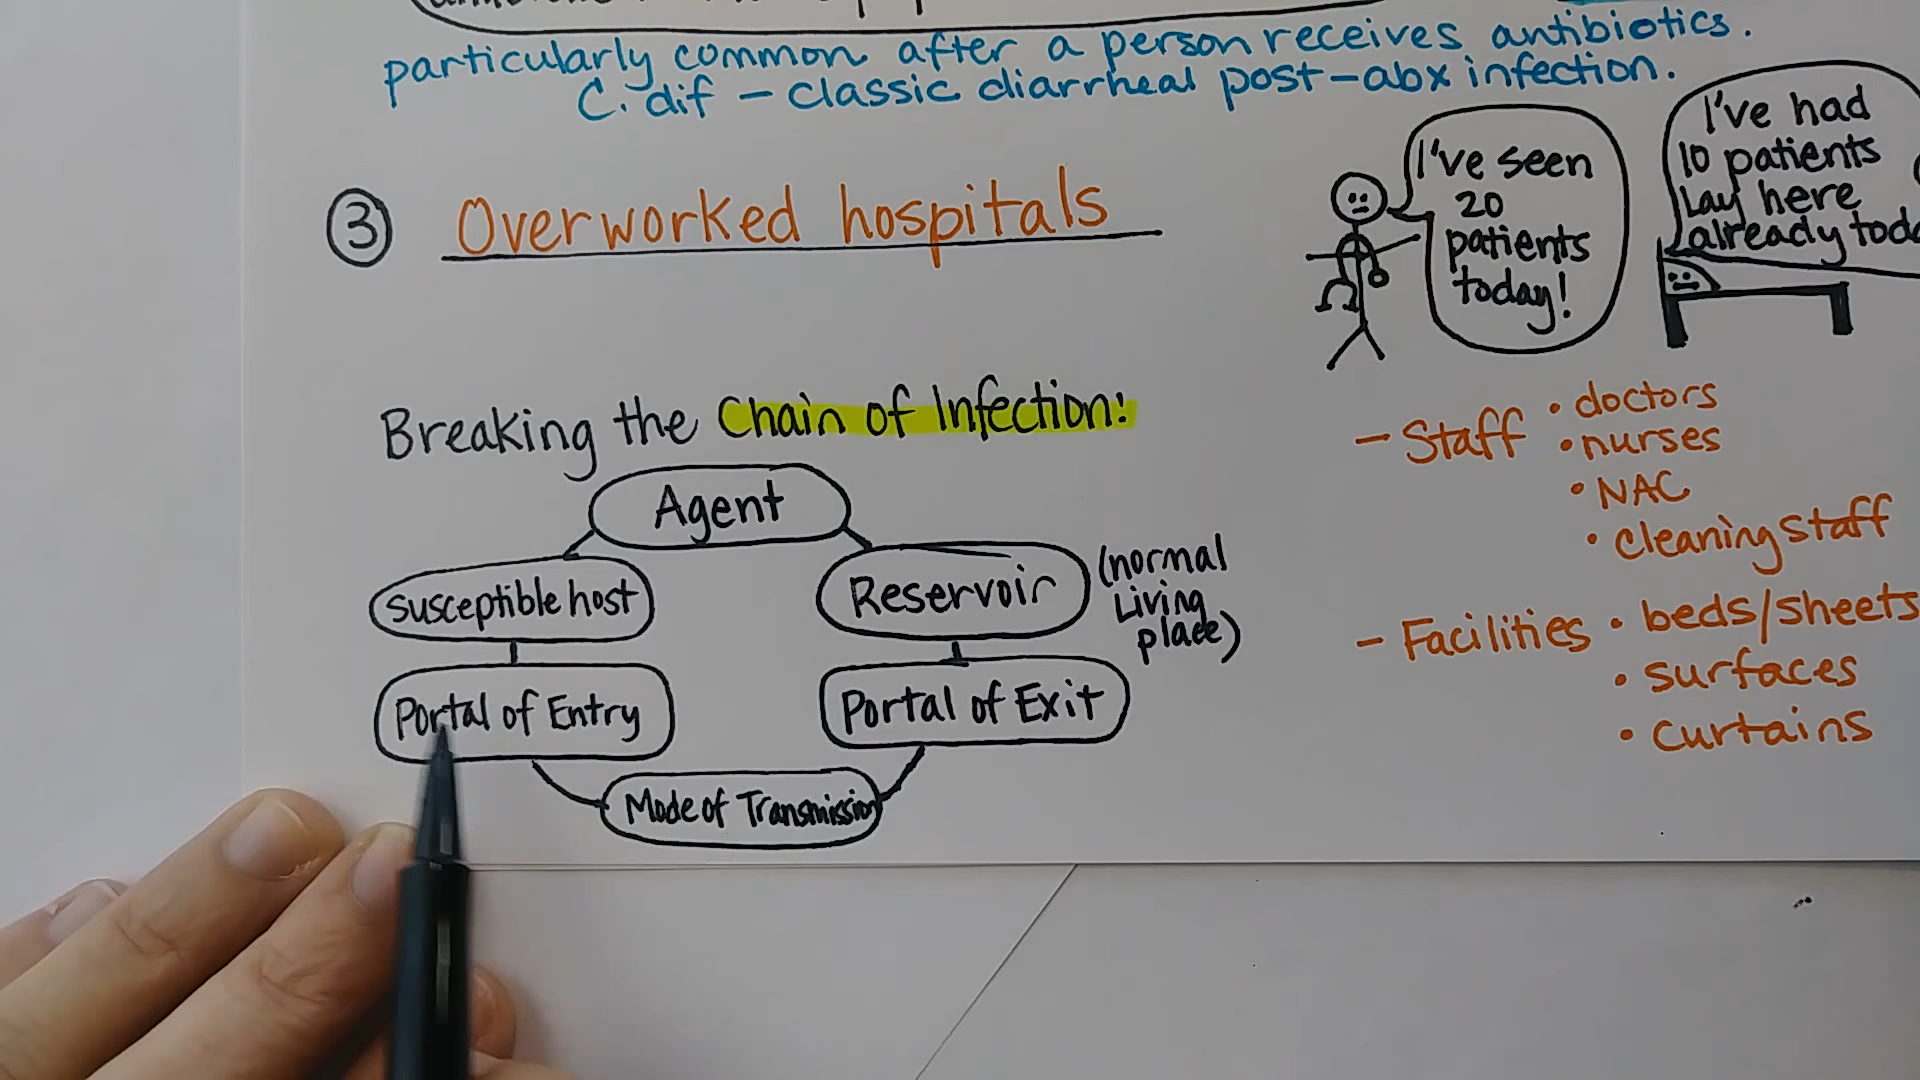 particularly common after a person receives antibiotics.
C. dif – classic diarrheal post-abx infection.
③ Overworked hospitals
I've seen
20
patients
today!
I've had
10 patients
lay here
already
Breaking the Chain of Infection:
Agent
Susceptible host
Reservoir
(normal
living
place)
Portal of Entry
Portal of Exit
Mode of Transmission
- Staff • doctors
• nurses
• NAC
• cleaning staff
- Facilities • beds/sheets
• surfaces
• curtains